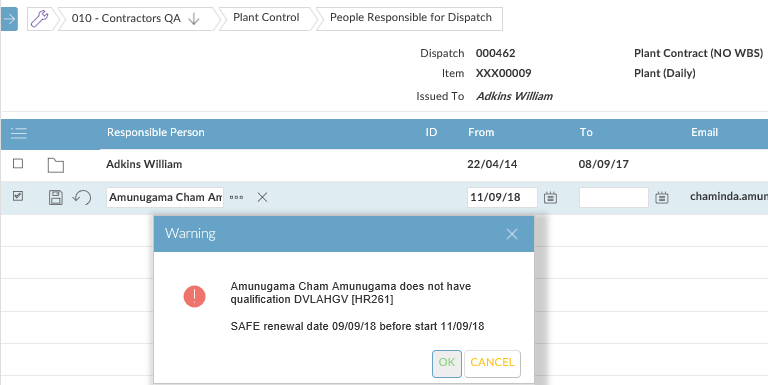 010 - Contractors QA Plant Control People Responsible for Dispatch
Dispatch 000462 Plant Contract (NO WBS)
Item XXX00009 Plant (Daily)
Issued To Adkins William
Responsible Person ID From To Email
Adkins William 22/04/14 08/09/17
Amunugama Cham Am 11/09/18 chaminda.amun
Warning
Amunugama Cham Amunugama does not have
qualification DVLAHGV [HR261]
SAFE renewal date 09/09/18 before start 11/09/18
OK CANCEL